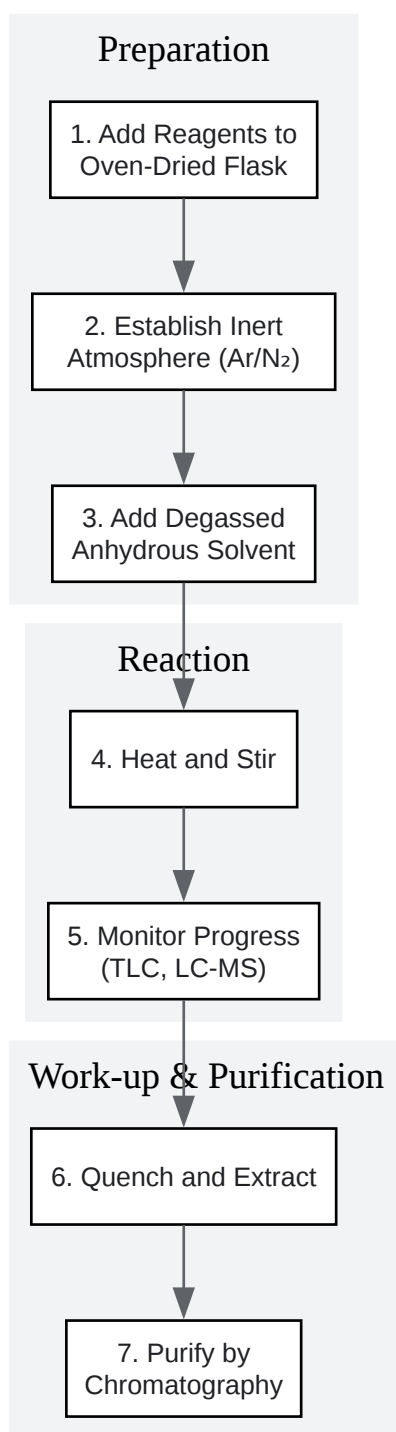 Preparation
1. Add Reagents to
Oven-Dried Flask
2. Establish Inert
Atmosphere (Ar/N₂)
3. Add Degassed
Anhydrous Solvent
Reaction
4. Heat and Stir
5. Monitor Progress
(TLC, LC-MS)
Work-up & Purification
6. Quench and Extract
7. Purify by
Chromatography